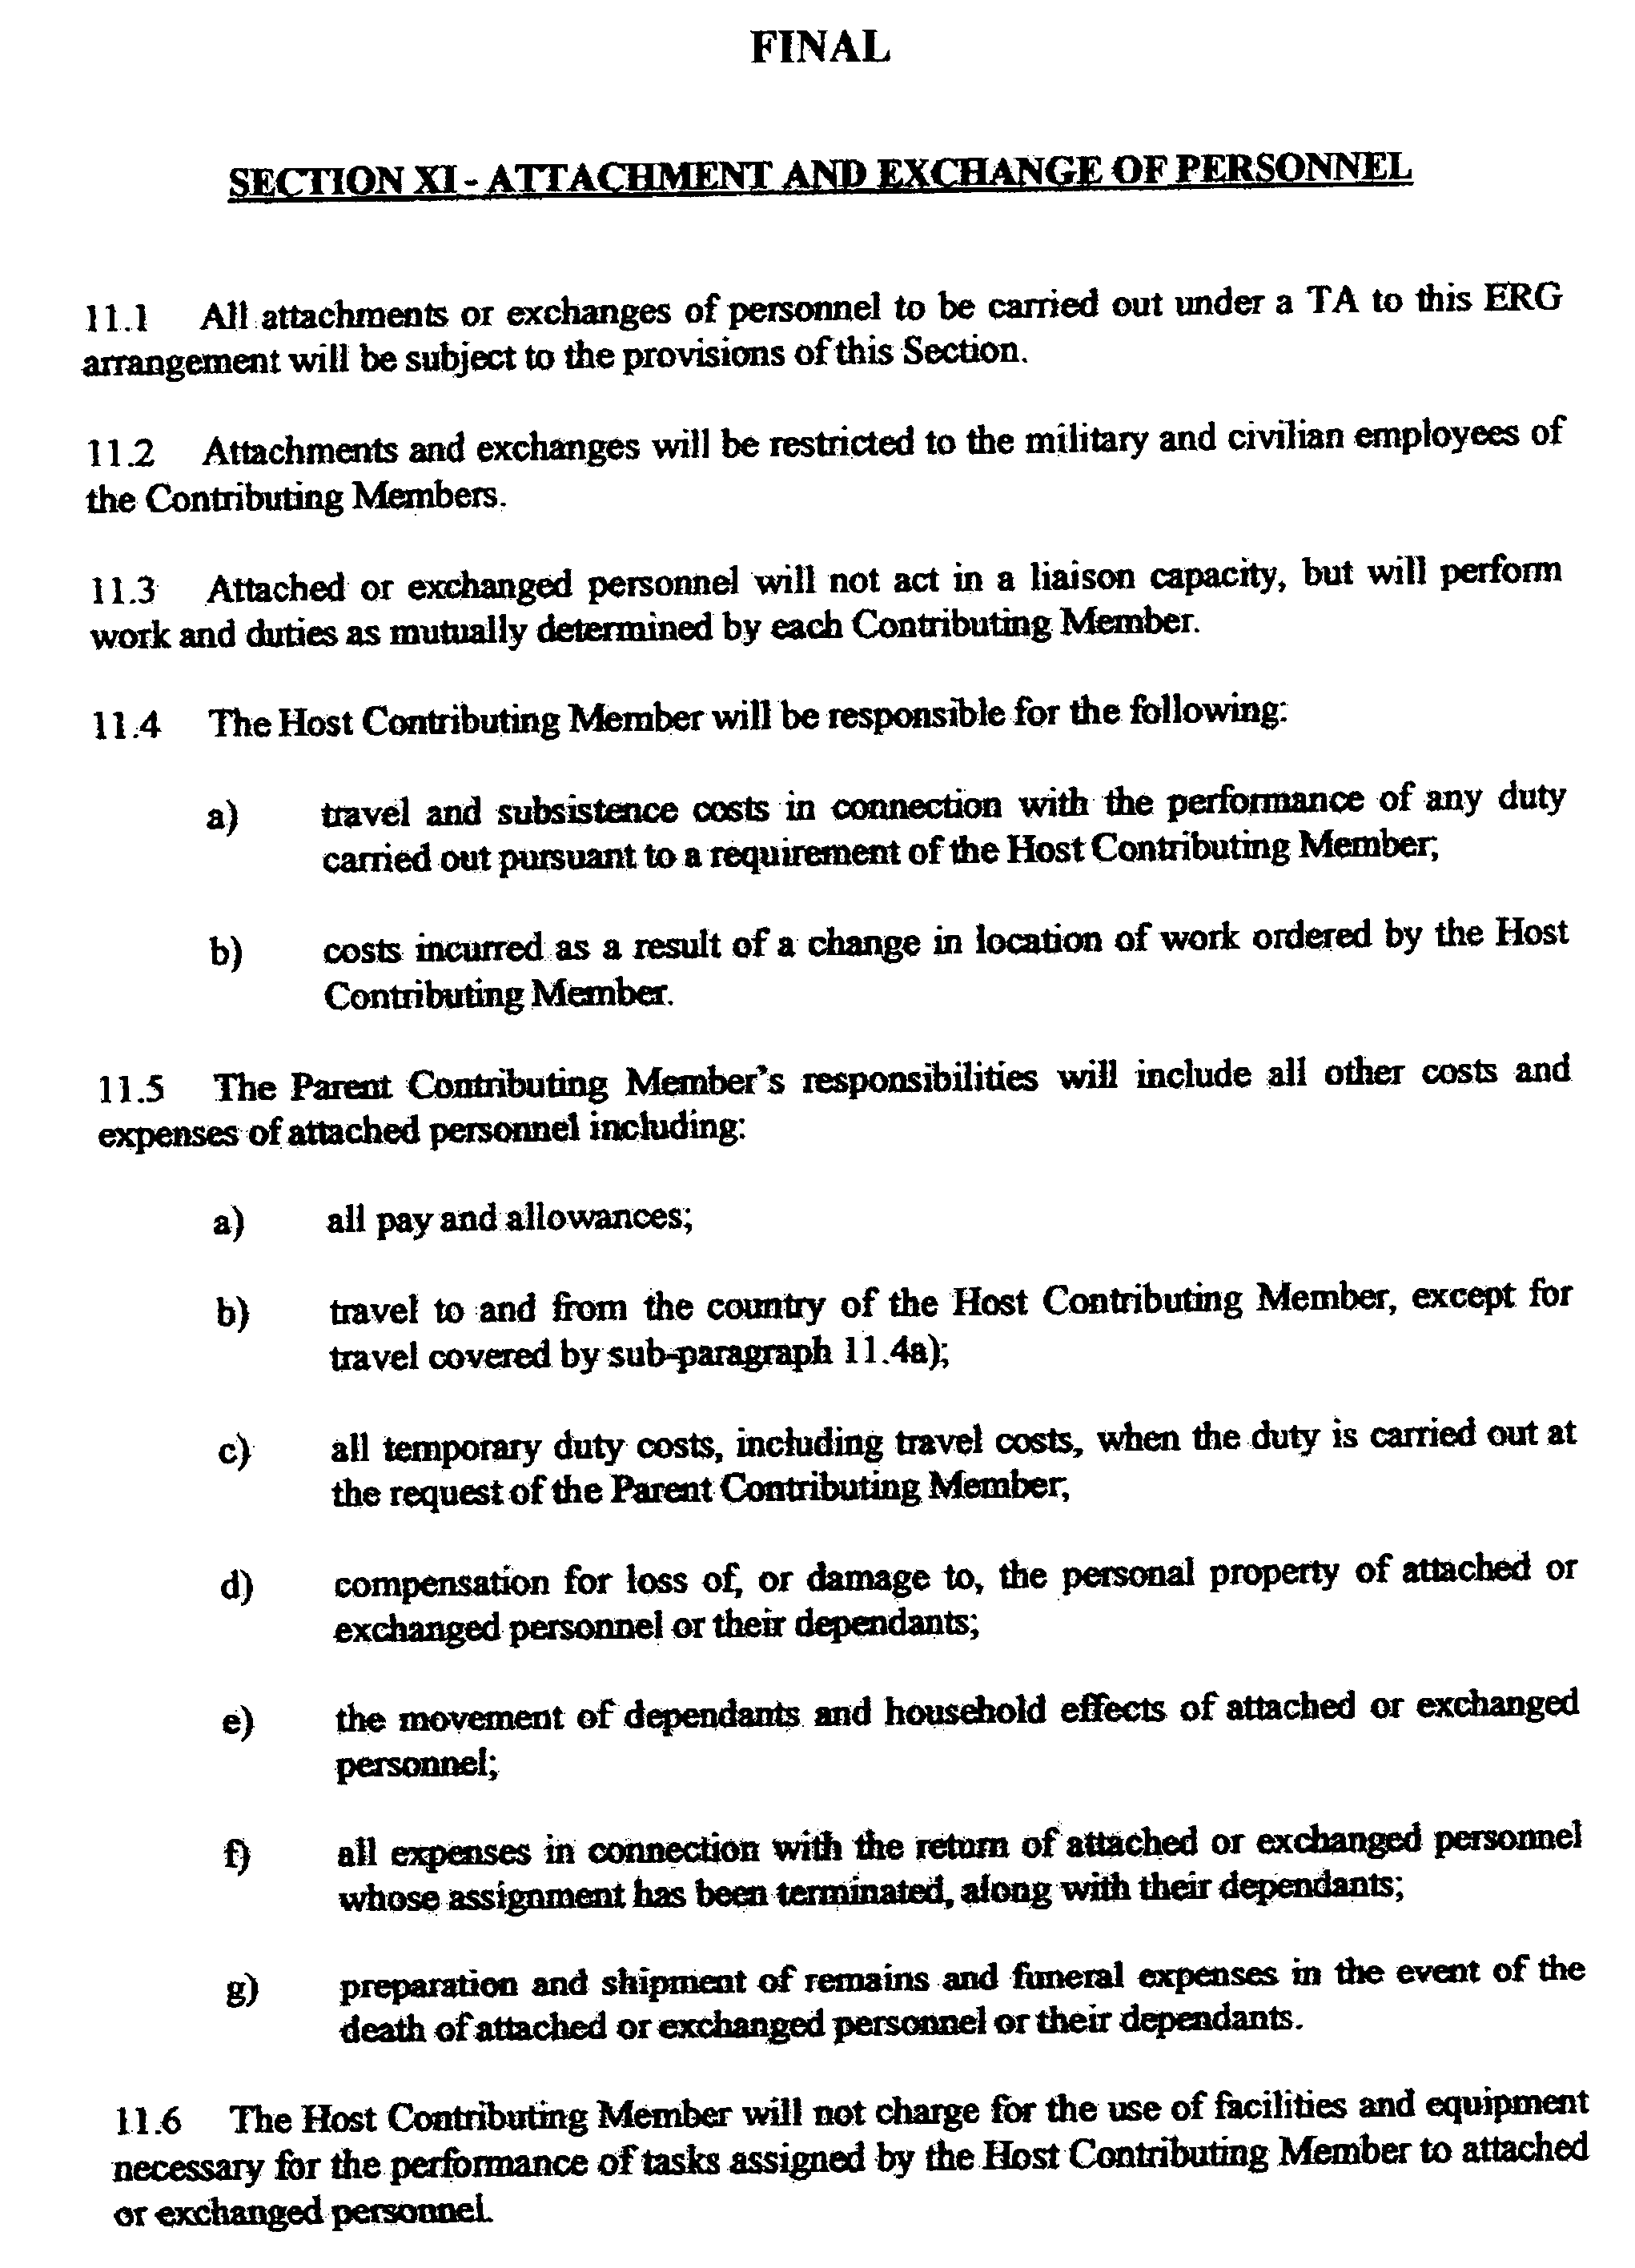 FINAL
SECTION XI - ATTACHMENT AND EXCHANGE OF PERSONNEL
11.1 All attachments or exchanges of personnel to be carried out under a TA to this ERG
arrangement will be subject to the provisions of this Section.
11.2 Attachments and exchanges will be restricted to the military and civilian employees of
the Contributing Members.
11.3 Attached or exchanged personnel will not act in a liaison capacity, but will perform
work and duties as mutually determined by each Contributing Member.
11.4 The Host Contributing Member will be responsible for the following:
a) travel and subsistence costs in connection with the performance of any duty
carried out pursuant to a requirement of the Host Contributing Member;
b) costs incurred as a result of a change in location of work ordered by the Host
Contributing Member.
11.5 The Parent Contributing Member's responsibilities will include all other costs and
expenses of attached personnel including:
a) all pay and allowances;
b) travel to and from the country of the Host Contributing Member, except for
travel covered by sub-paragraph 11.4a);
c) all temporary duty costs, including travel costs, when the duty is carried out at
the request of the Parent Contributing Member;
d) compensation for loss of, or damage to, the personal property of attached or
exchanged personnel or their dependants;
e) the movement of dependants and household effects of attached or exchanged
personnel;
f) all expenses in connection with the return of attached or exchanged personnel
whose assignment has been terminated, along with their dependants;
g) preparation and shipment of remains and funeral expenses in the event of the
death of attached or exchanged personnel or their dependants.
11.6 The Host Contributing Member will not charge for the use of facilities and equipment
necessary for the performance of tasks assigned by the Host Contributing Member to attached
or exchanged personnel.